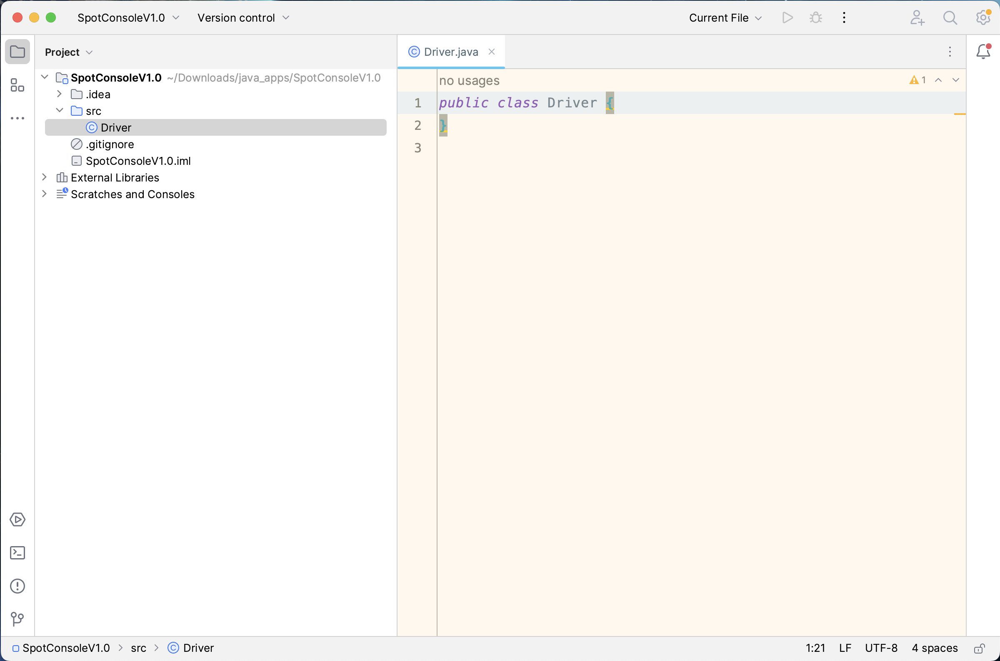 SpotConsoleV1.0 Version control Current File
Project
Driver.java
SpotConsoleV1.0 ~/Downloads/java_apps/SpotConsoleV1.0
.idea
src
Driver
.gitignore
SpotConsoleV1.0.iml
External Libraries
Scratches and Consoles
no usages
1
1 public class Driver {
2 }
3
SpotConsoleV1.0 src Driver 1:21 LF UTF-8 4 spaces